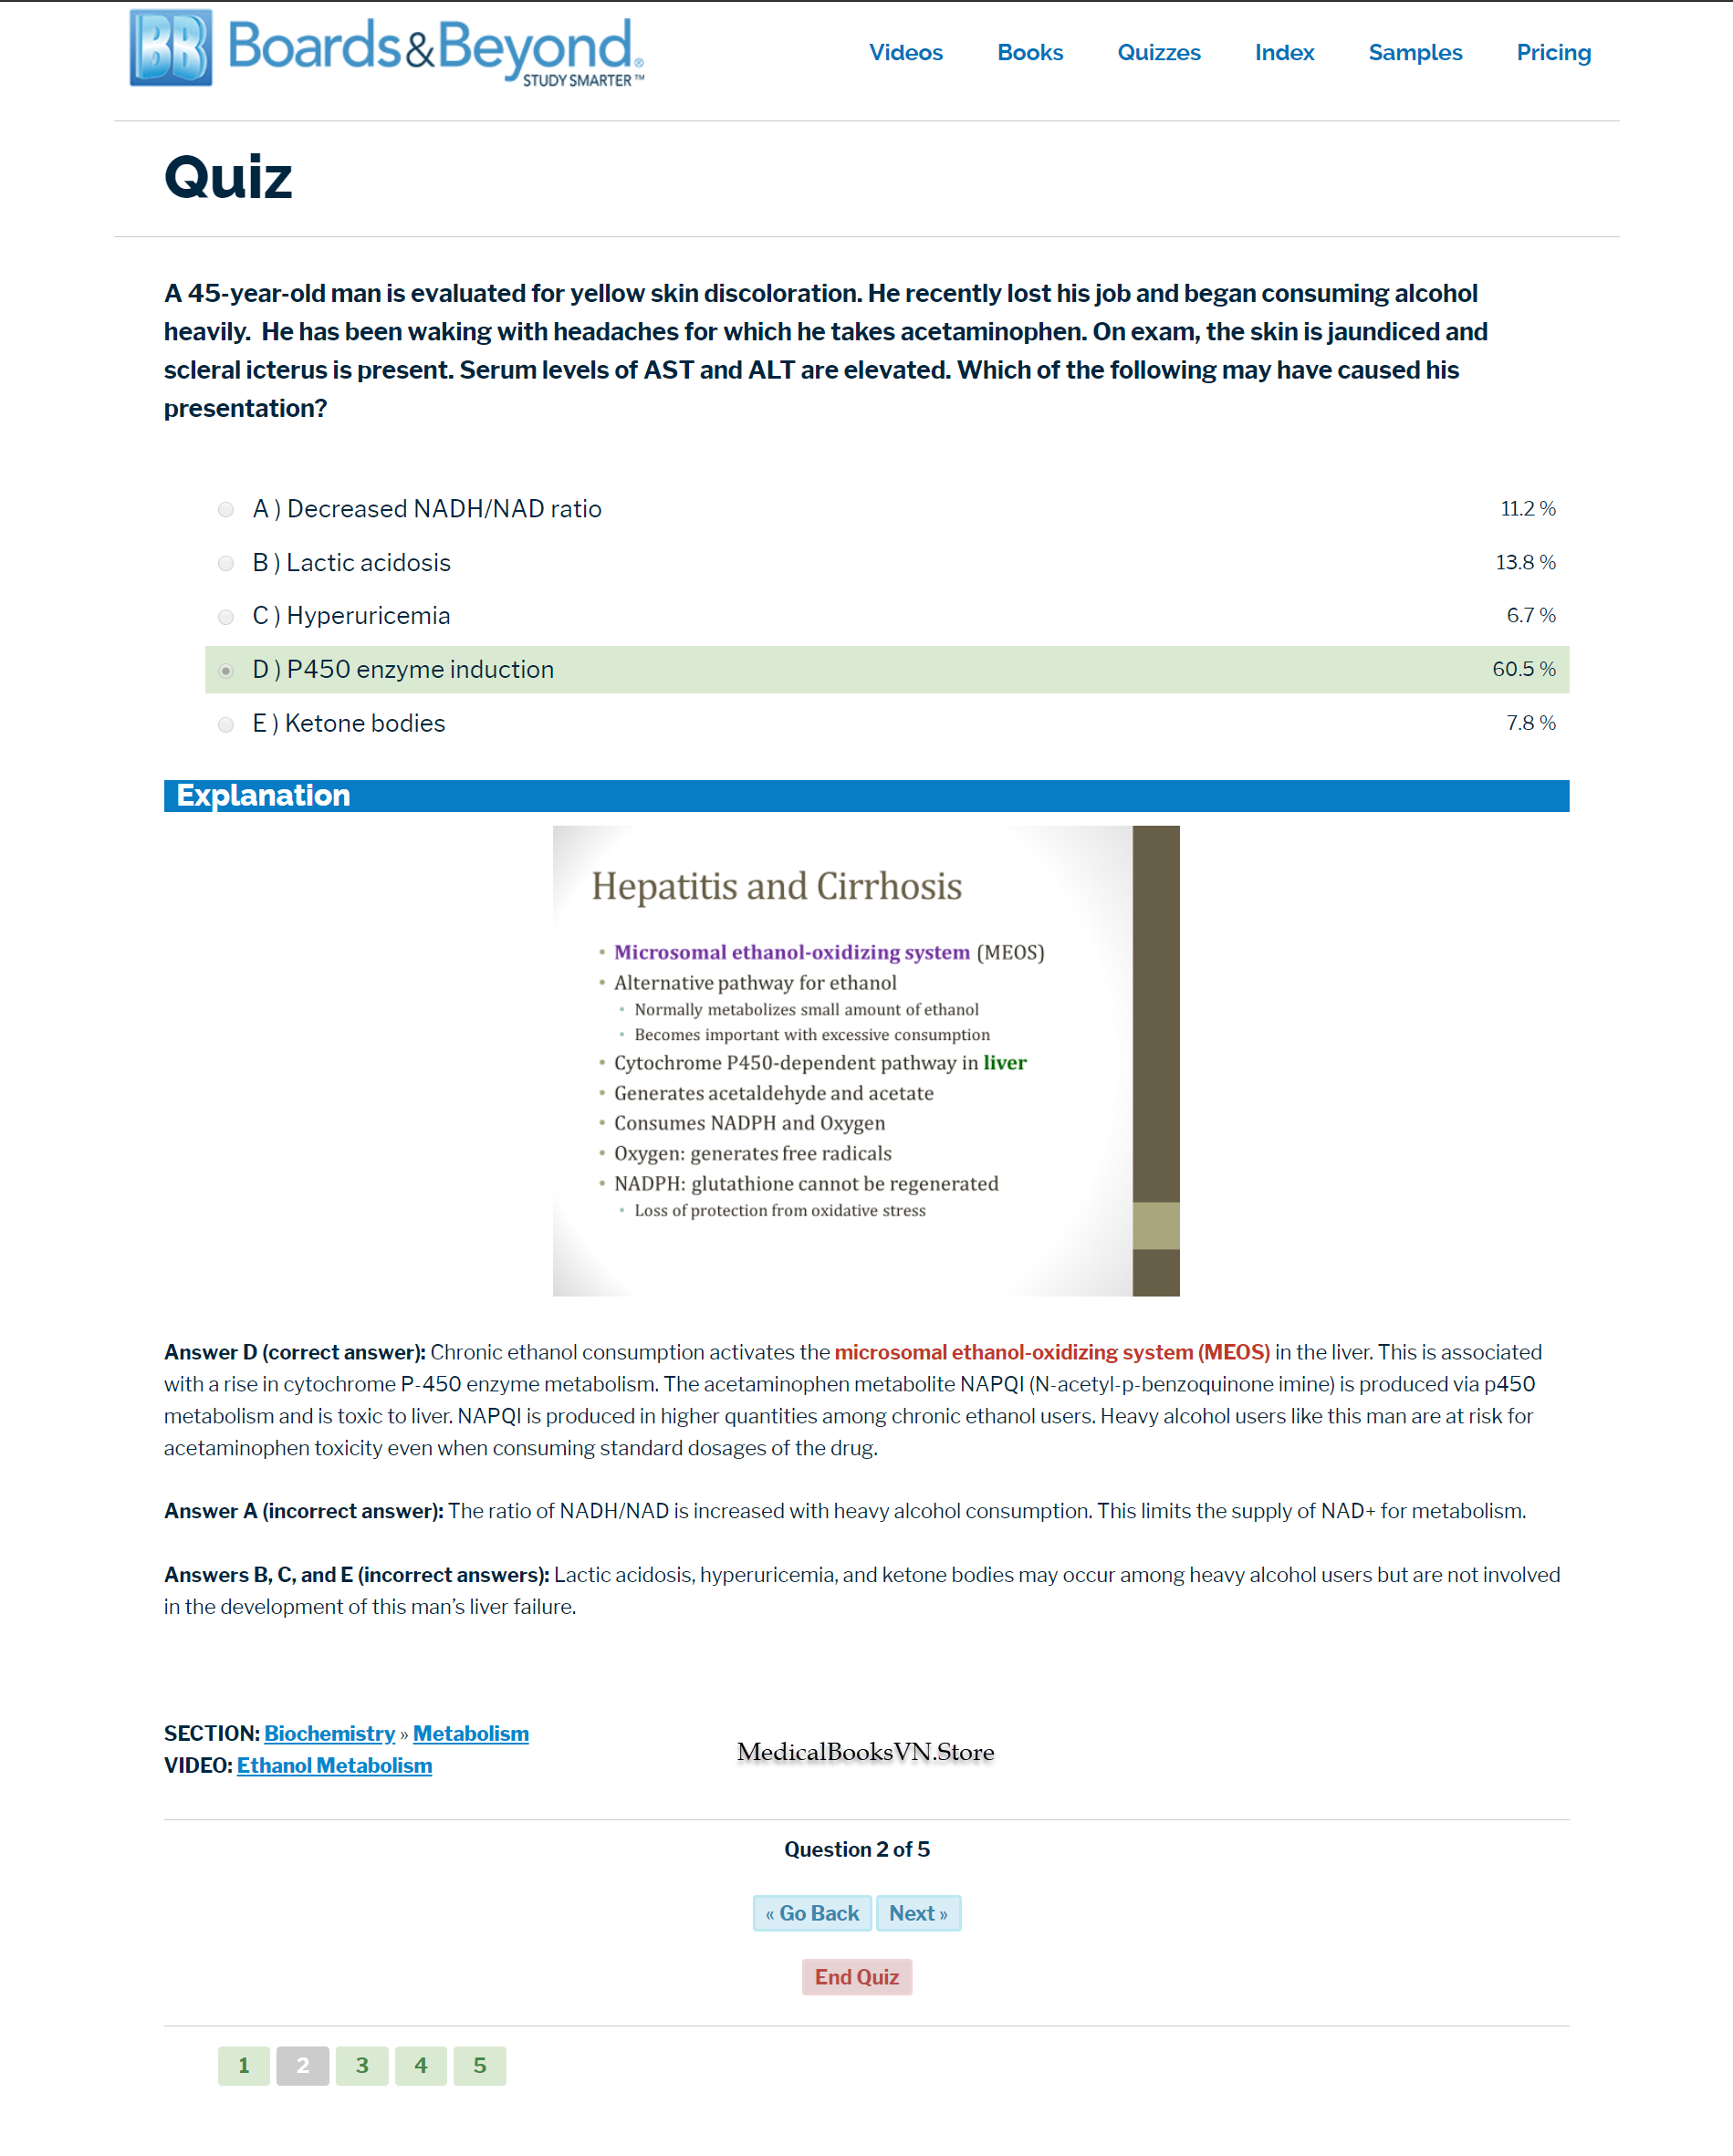 BB Boards&Beyond®
STUDY SMARTER™
Videos Books Quizzes Index Samples Pricing
Quiz
A 45-year-old man is evaluated for yellow skin discoloration. He recently lost his job and began consuming alcohol
heavily.  He has been waking with headaches for which he takes acetaminophen. On exam, the skin is jaundiced and
scleral icterus is present. Serum levels of AST and ALT are elevated. Which of the following may have caused his
presentation?
A ) Decreased NADH/NAD ratio 11.2 %
B ) Lactic acidosis 13.8 %
C ) Hyperuricemia 6.7 %
D ) P450 enzyme induction 60.5 %
E ) Ketone bodies 7.8 %
Explanation
Hepatitis and Cirrhosis
• Microsomal ethanol-oxidizing system (MEOS)
• Alternative pathway for ethanol
• Normally metabolizes small amount of ethanol
• Becomes important with excessive consumption
• Cytochrome P450-dependent pathway in liver
• Generates acetaldehyde and acetate
• Consumes NADPH and Oxygen
• Oxygen: generates free radicals
• NADPH: glutathione cannot be regenerated
• Loss of protection from oxidative stress
Answer D (correct answer): Chronic ethanol consumption activates the microsomal ethanol-oxidizing system (MEOS) in the liver. This is associated
with a rise in cytochrome P-450 enzyme metabolism. The acetaminophen metabolite NAPQI (N-acetyl-p-benzoquinone imine) is produced via p450
metabolism and is toxic to liver. NAPQI is produced in higher quantities among chronic ethanol users. Heavy alcohol users like this man are at risk for
acetaminophen toxicity even when consuming standard dosages of the drug.
Answer A (incorrect answer): The ratio of NADH/NAD is increased with heavy alcohol consumption. This limits the supply of NAD+ for metabolism.
Answers B, C, and E (incorrect answers): Lactic acidosis, hyperuricemia, and ketone bodies may occur among heavy alcohol users but are not involved
in the development of this man's liver failure.
SECTION: Biochemistry » Metabolism
VIDEO: Ethanol Metabolism
MedicalBooksVN.Store
Question 2 of 5
« Go Back Next »
End Quiz
1 2 3 4 5